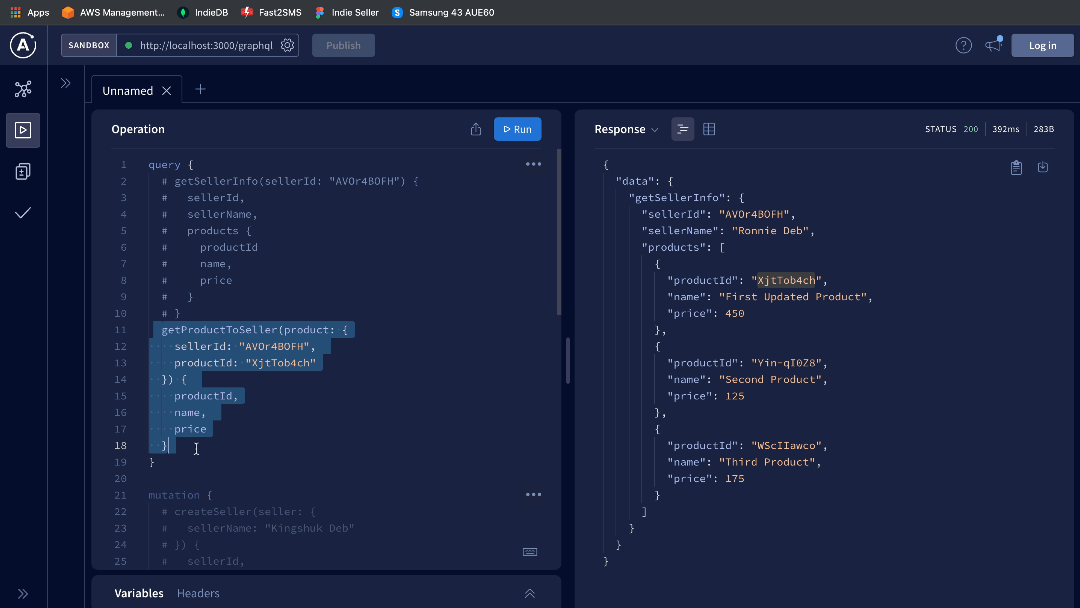 Apps AWS Management... IndieDB Fast2SMS Indie Seller Samsung 43 AUE60
SANDBOX http://localhost:3000/graphql Publish Log in
Unnamed
Operation
Run
1 query {
2 # getSellerInfo(sellerId: "AVOr4BOFH") {
3 # sellerId,
4 # sellerName,
5 # products {
6 # productId
7 # name,
8 # price
9 # }
10 # }
11 getProductToSeller(product: {
12 sellerId: "AVOr4BOFH",
13 productId: "XjtTob4ch"
14 }) {
15 productId,
16 name,
17 price
18 }
19 }
20
21 mutation {
22 # createSeller(seller: {
23 # sellerName: "Kingshuk Deb"
24 # }) {
25 # sellerId,
Variables Headers
Response STATUS 200 392ms 283B
{
"data": {
"getSellerInfo": {
"sellerId": "AVOr4BOFH",
"sellerName": "Ronnie Deb",
"products": [
{
"productId": "XjtTob4ch",
"name": "First Updated Product",
"price": 450
},
{
"productId": "Yin-qI0Z8",
"name": "Second Product",
"price": 125
},
{
"productId": "WScIIawco",
"name": "Third Product",
"price": 175
}
]
}
}
}